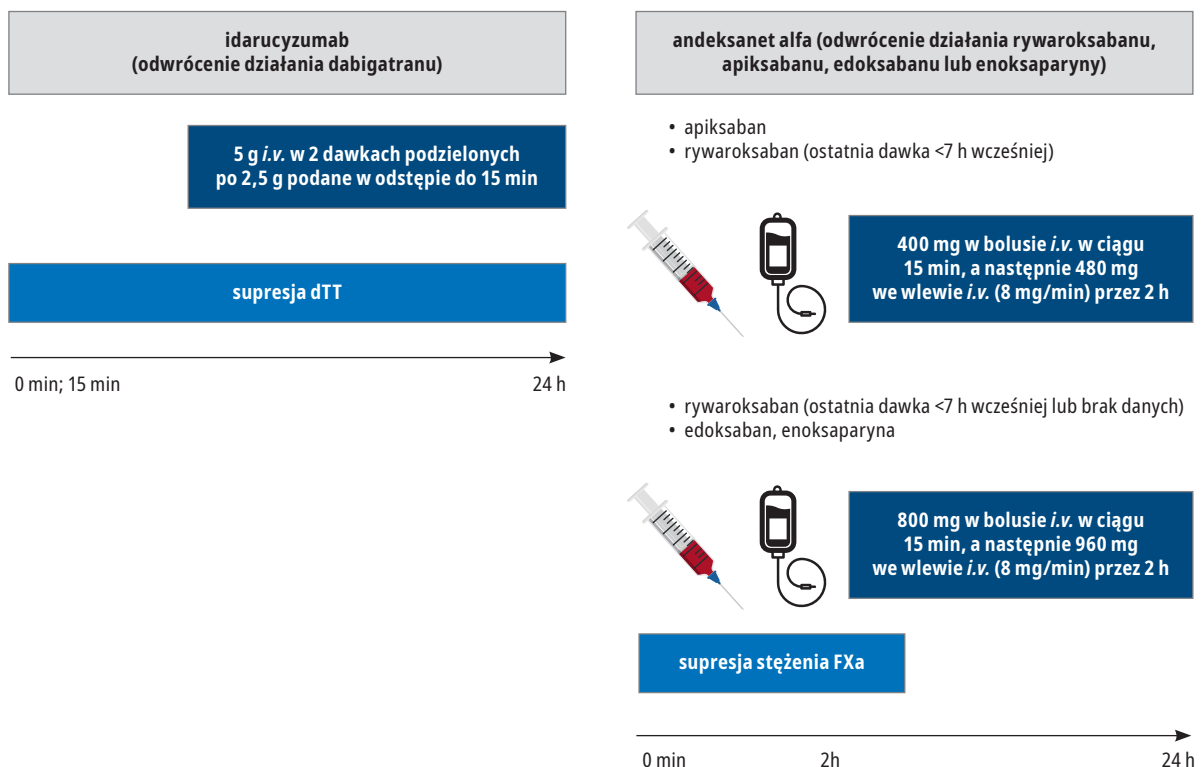 idarucyzumab
(odwrócenie działania dabigatranu)
5 g i.v. w 2 dawkach podzielonych
po 2,5 g podane w odstępie do 15 min
supresja dTT
0 min; 15 min
24 h
andeksanet alfa (odwrócenie działania rywaroksabanu,
apiksabanu, edoksabanu lub enoksaparyny)
• apiksaban
• rywaroksaban (ostatnia dawka <7 h wcześniej)
400 mg w bolusie i.v. w ciągu
15 min, a następnie 480 mg
we wlewie i.v. (8 mg/min) przez 2 h
• rywaroksaban (ostatnia dawka <7 h wcześniej lub brak danych)
• edoksaban, enoksaparyna
800 mg w bolusie i.v. w ciągu
15 min, a następnie 960 mg
we wlewie i.v. (8 mg/min) przez 2 h
supresja stężenia FXa
0 min
2h
24 h